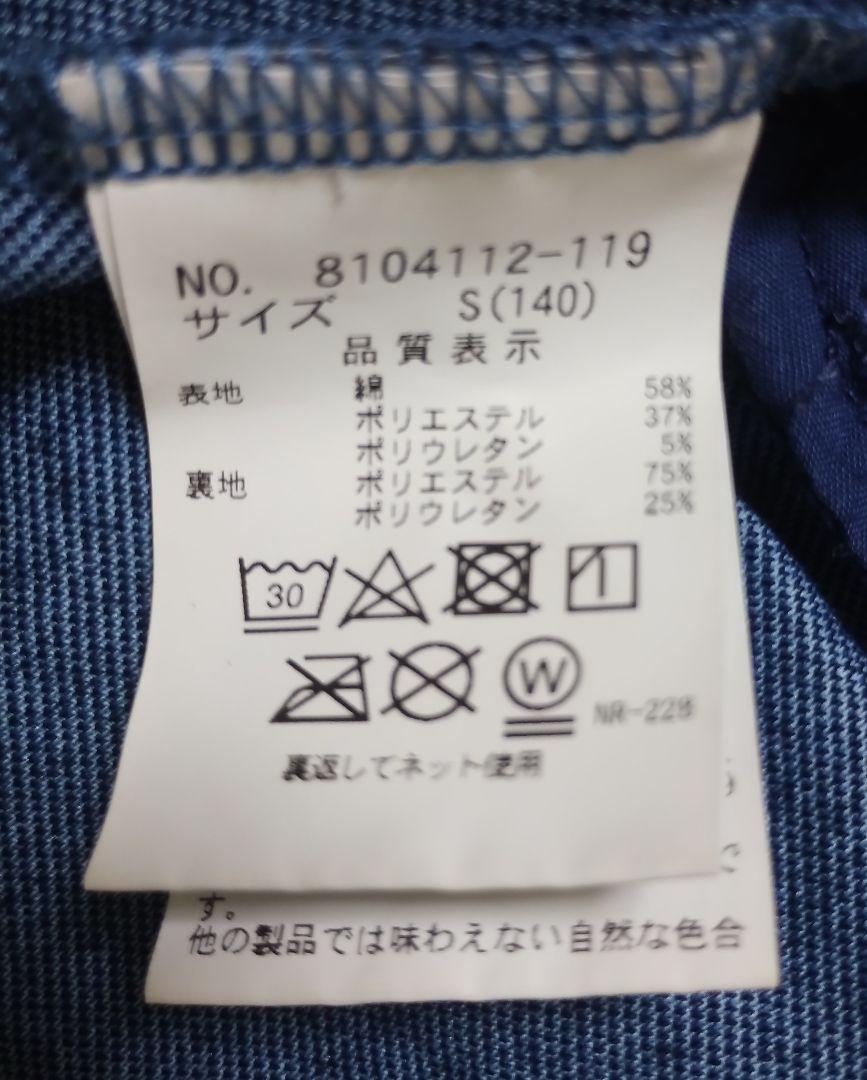 NO. 8104112-119
サイズ S(140)
品質表示
表地 綿 58%
ポリエステル 37%
ポリウレタン 5%
裏地 ポリエステル 75%
ポリウレタン 25%
30
W NR-228
裏返してネット使用
で
す。
他の製品では味わえない自然な色合